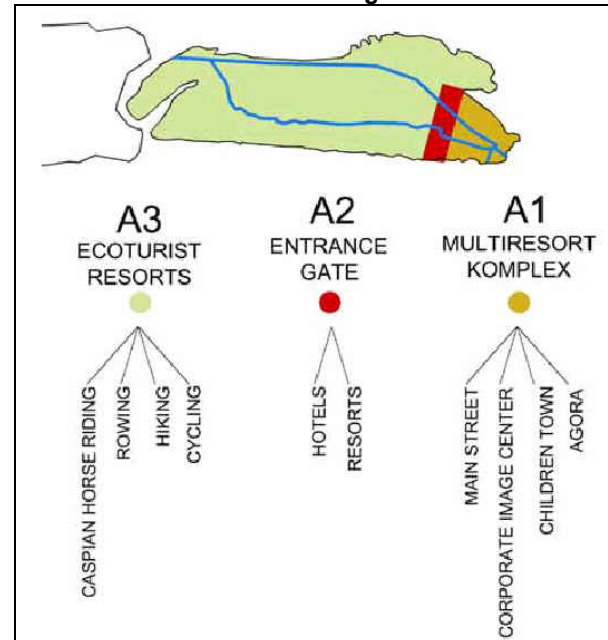 A3
ECOTURIST
RESORTS
CASPIAN HORSE RIDING
ROWING
HIKING
CYCLING
A2
ENTRANCE
GATE
HOTELS
RESORTS
A1
MULTIRESORT
KOMPLEX
MAIN STREET
CORPORATE IMAGE CENTER
CHILDREN TOWN
AGORA